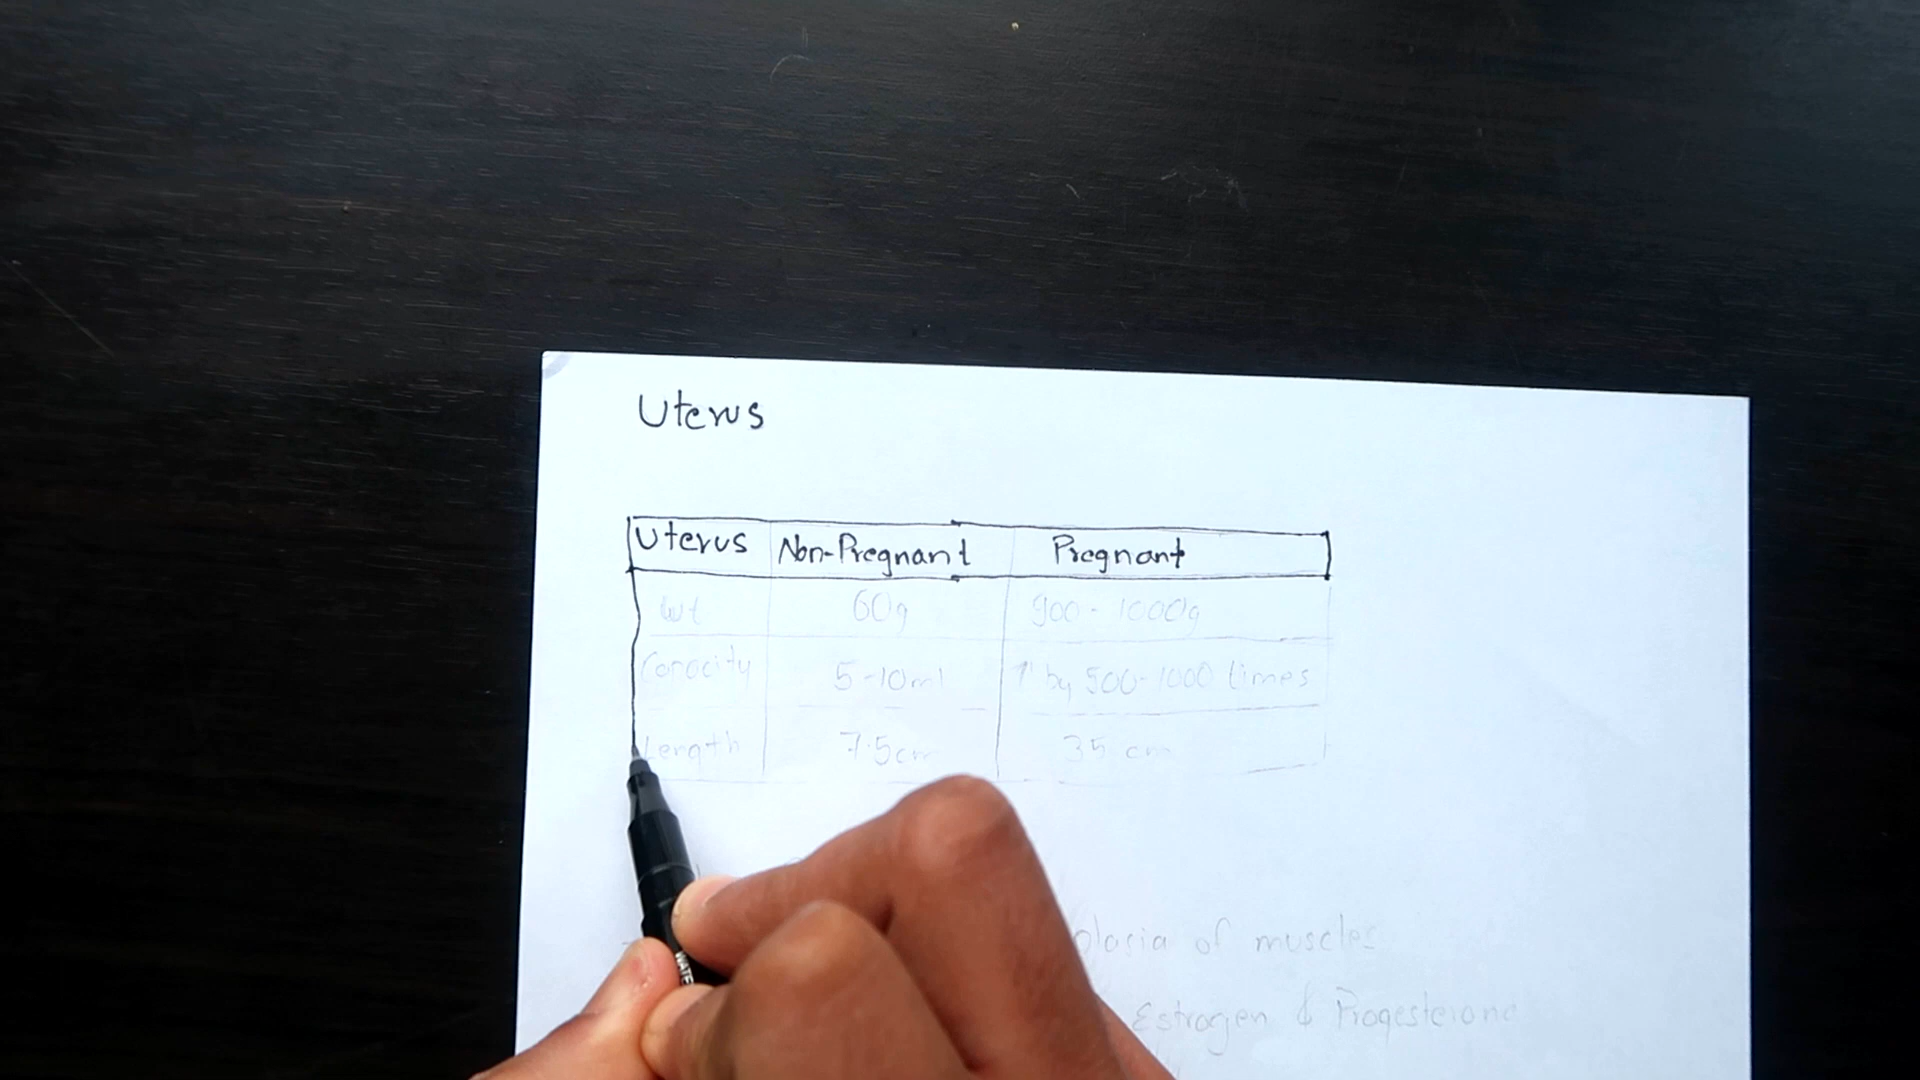 Uterus
Uterus Non-Pregnant Pregnant
wt 60g 900 - 1000g
Capacity 5-10ml ↑ by 500-1000 times
Length 7.5cm 35 cm
of muscles
Estrogen & Progesterone
WATE